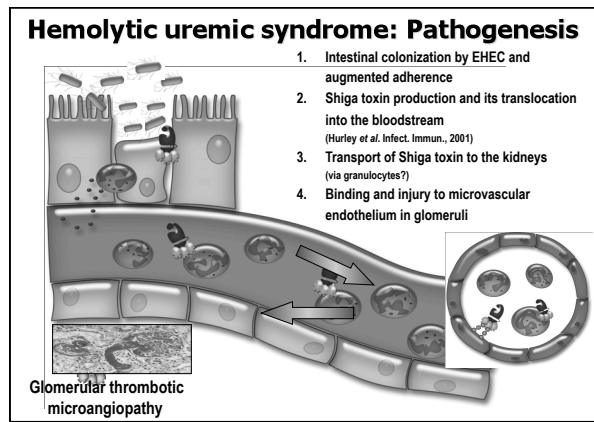 Hemolytic uremic syndrome: Pathogenesis
1. Intestinal colonization by EHEC and
augmented adherence
2. Shiga toxin production and its translocation
into the bloodstream
(Hurley et al. Infect. Immun., 2001)
3. Transport of Shiga toxin to the kidneys
(via granulocytes?)
4. Binding and injury to microvascular
endothelium in glomeruli
Glomerular thrombotic
microangiopathy